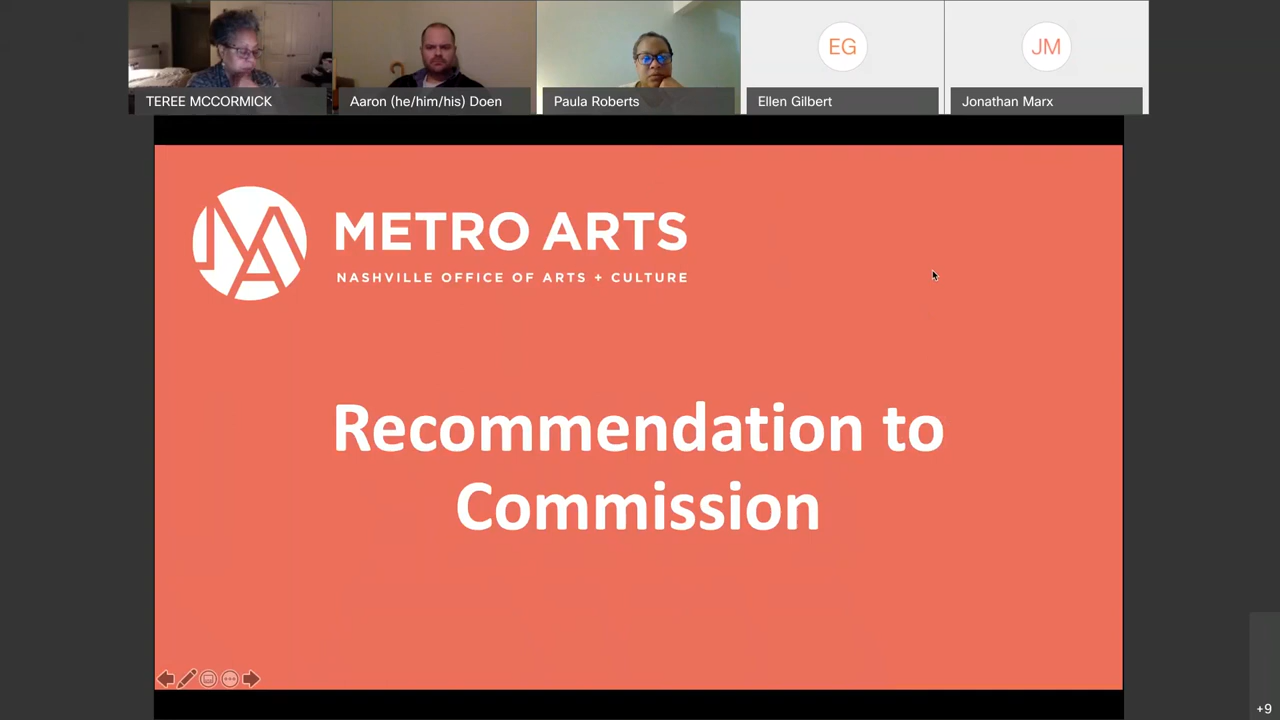 TEREE MCCORMICK
Aaron (he/him/his) Doen
Paula Roberts
EG
Ellen Gilbert
JM
Jonathan Marx
MA
METRO ARTS
NASHVILLE OFFICE OF ARTS + CULTURE
Recommendation to
Commission
+9